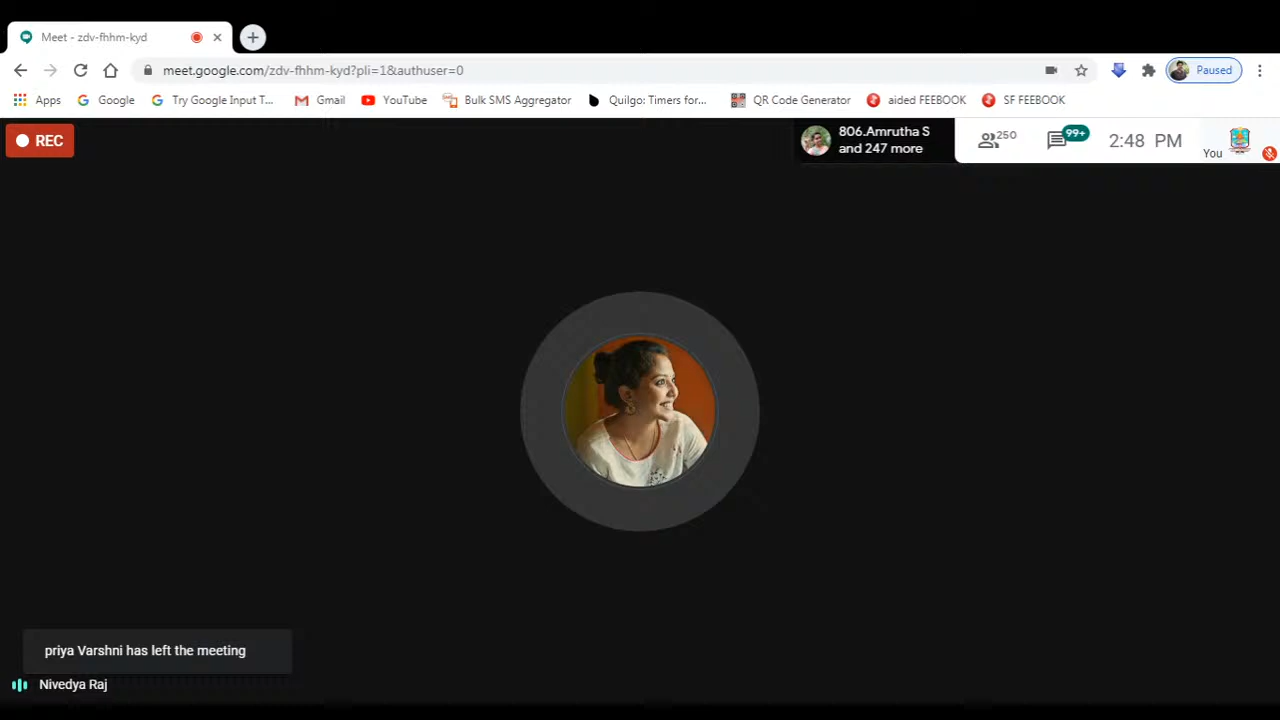 Meet - zdv-fhhm-kyd
meet.google.com/zdv-fhhm-kyd?pli=1&authuser=0
Paused
Apps
Google
Try Google Input T...
Gmail
YouTube
Bulk SMS Aggregator
Quilgo: Timers for...
QR Code Generator
aided FEEBOOK
SF FEEBOOK
REC
806.Amrutha S
and 247 more
250
99+
2:48 PM
You
priya Varshni has left the meeting
Nivedya Raj